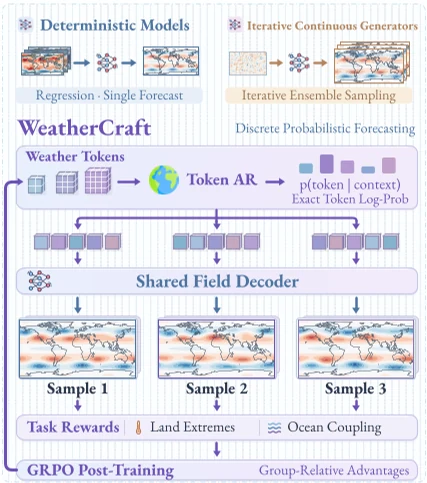 Deterministic Models
Regression · Single Forecast
Iterative Continuous Generators
Iterative Ensemble Sampling
WeatherCraft
Discrete Probabilistic Forecasting
Weather Tokens
Token AR
p(token | context)
Exact Token Log-Prob
Shared Field Decoder
Sample 1
Sample 2
Sample 3
Task Rewards
Land Extremes
Ocean Coupling
GRPO Post-Training
Group-Relative Advantages